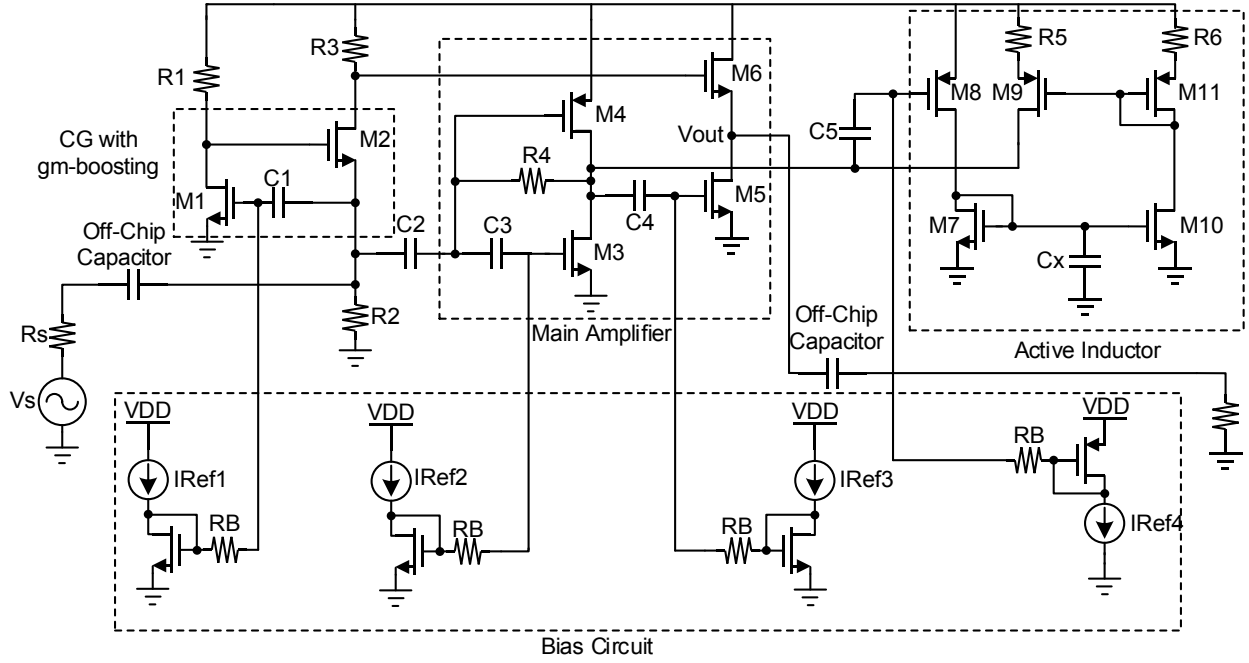 R1
R3
CG with
gm-boosting
M2
M1
C1
Off-Chip
Capacitor
Rs
Vs
R2
C2
M4
R4
C3
M3
C4
M5
M6
Vout
Main Amplifier
C5
M8
R5
M9
R6
M11
M7
Cx
M10
Active Inductor
Off-Chip
Capacitor
VDD
IRef1
RB
VDD
IRef2
RB
VDD
IRef3
RB
VDD
RB
IRef4
Bias Circuit